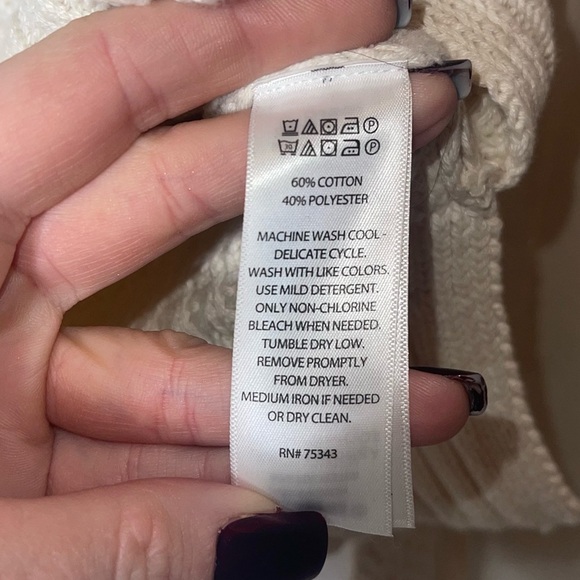 60% COTTON
40% POLYESTER
MACHINE WASH COOL -
DELICATE CYCLE.
WASH WITH LIKE COLORS.
USE MILD DETERGENT.
ONLY NON-CHLORINE
BLEACH WHEN NEEDED.
TUMBLE DRY LOW.
REMOVE PROMPTLY
FROM DRYER.
MEDIUM IRON IF NEEDED
OR DRY CLEAN.
RN# 75343